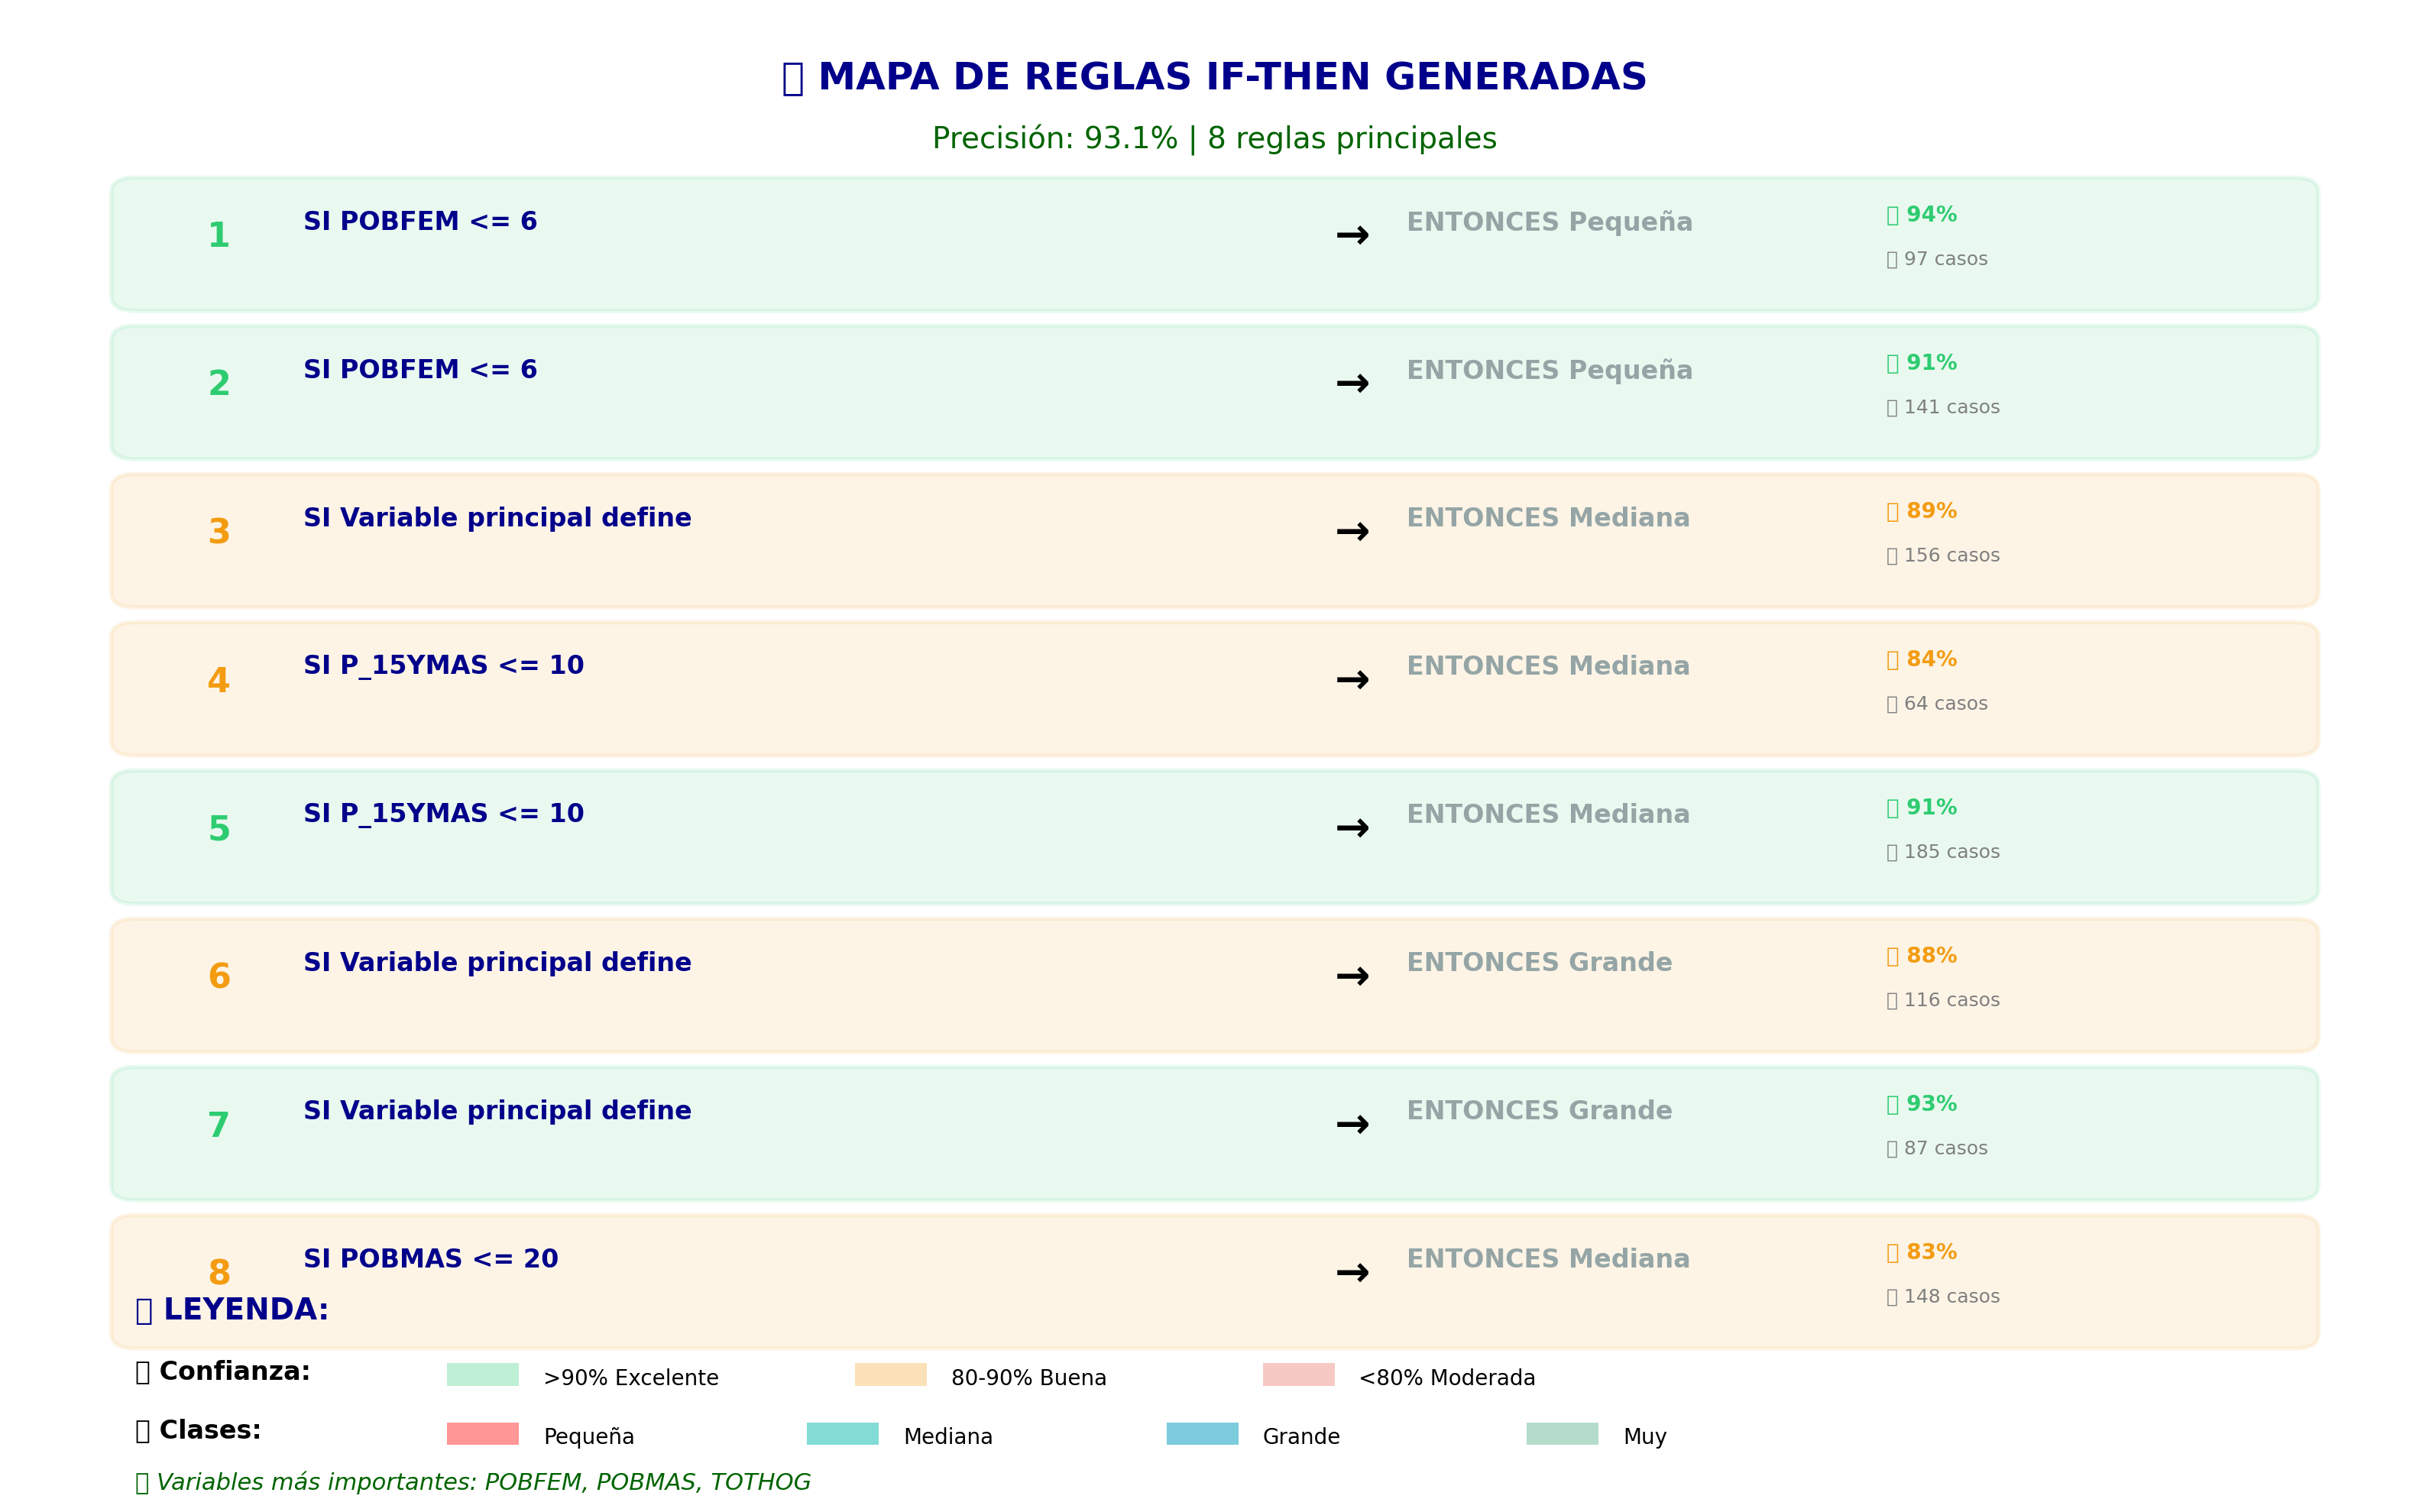 MAPA DE REGLAS IF-THEN GENERADAS
Precisión: 93.1% | 8 reglas principales
1 SI POBFEM <= 6 → ENTONCES Pequeña 94%
97 casos
2 SI POBFEM <= 6 → ENTONCES Pequeña 91%
141 casos
3 SI Variable principal define → ENTONCES Mediana 89%
156 casos
4 SI P_15YMAS <= 10 → ENTONCES Mediana 84%
64 casos
5 SI P_15YMAS <= 10 → ENTONCES Mediana 91%
185 casos
6 SI Variable principal define → ENTONCES Grande 88%
116 casos
7 SI Variable principal define → ENTONCES Grande 93%
87 casos
8 SI POBMAS <= 20 → ENTONCES Mediana 83%
148 casos
LEYENDA:
Confianza: >90% Excelente 80-90% Buena <80% Moderada
Clases: Pequeña Mediana Grande Muy
Variables más importantes: POBFEM, POBMAS, TOTHOG